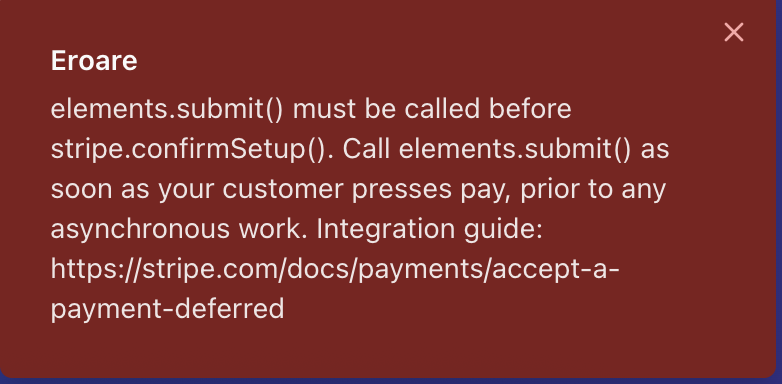 Eroare
elements.submit() must be called before
stripe.confirmSetup(). Call elements.submit() as
soon as your customer presses pay, prior to any
asynchronous work. Integration guide:
https://stripe.com/docs/payments/accept-a-
payment-deferred